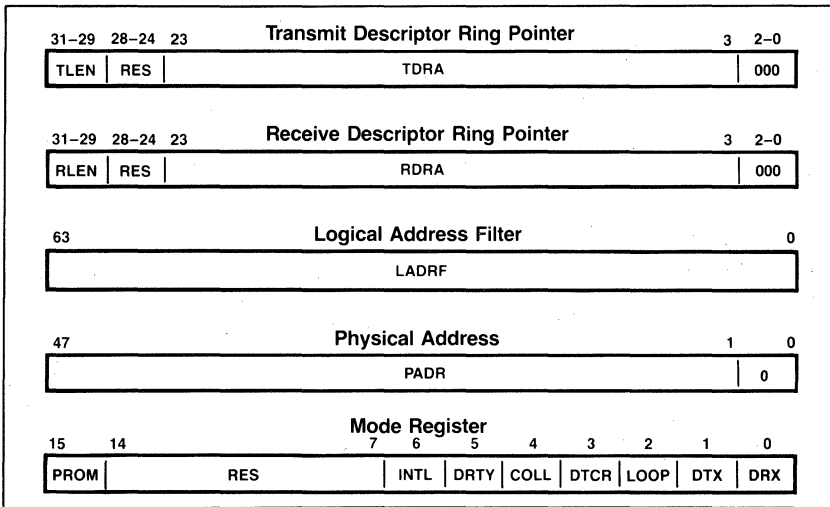 Transmit Descriptor Ring Pointer
31–29 28–24 23 3 2–0
TLEN RES TDRA 000
Receive Descriptor Ring Pointer
31–29 28–24 23 3 2–0
RLEN RES RDRA 000
Logical Address Filter
63 0
LADRF
Physical Address
47 1 0
PADR 0
Mode Register
15 14 7 6 5 4 3 2 1 0
PROM RES INTL DRTY COLL DTCR LOOP DTX DRX